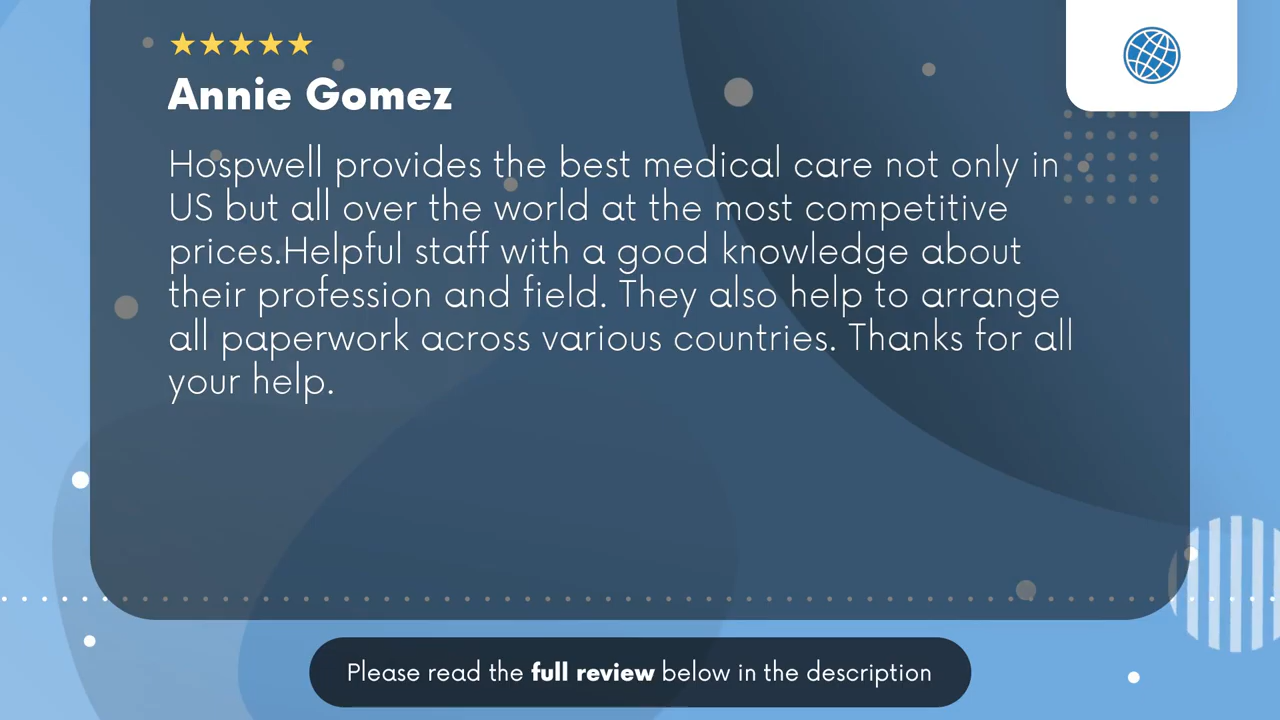 Annie Gomez
Hospwell provides the best medical care not only in
US but all over the world at the most competitive
prices.Helpful staff with a good knowledge about
their profession and field. They also help to arrange
all paperwork across various countries. Thanks for all
your help.
Please read the full review below in the description